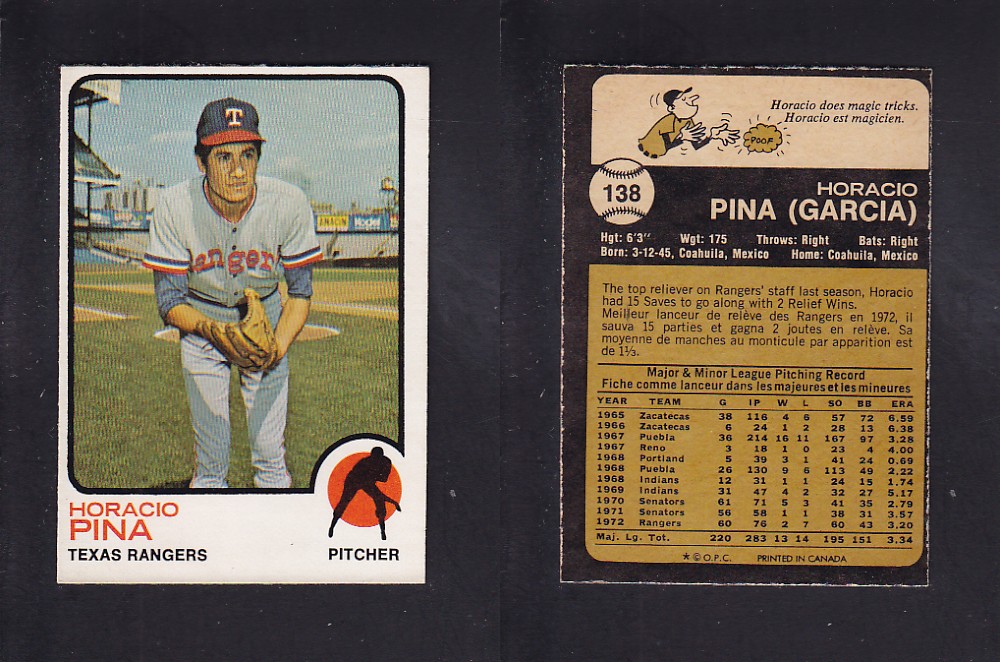 T
anger
ANACIN
Yoder
HORACIO
PINA
TEXAS RANGERS
PITCHER
Horacio does magic tricks.
Horacio est magicien.
POOF
138
HORACIO
PINA (GARCIA)
Hgt: 6'3" Wgt: 175 Throws: Right Bats: Right
Born: 3-12-45, Coahuila, Mexico Home: Coahuila, Mexico
The top reliever on Rangers' staff last season, Horacio
had 15 Saves to go along with 2 Relief Wins.
Meilleur lanceur de relève des Rangers en 1972, il
sauva 15 parties et gagna 2 joutes en relève. Sa
moyenne de manches au monticule par apparition est
de 1⅓.
Major & Minor League Pitching Record
Fiche comme lanceur dans les majeures et les mineures
YEAR TEAM G IP W L SO BB ERA
1965 Zacatecas 38 116 4 6 57 72 6.59
1966 Zacatecas 6 24 1 2 28 13 6.38
1967 Puebla 36 214 16 11 167 97 3.28
1967 Reno 3 18 1 0 23 4 4.00
1968 Portland 5 39 3 1 41 24 0.69
1968 Puebla 26 130 9 6 113 49 2.22
1968 Indians 12 31 1 1 24 15 1.74
1969 Indians 31 47 4 2 32 27 5.17
1970 Senators 61 71 5 3 41 35 2.79
1971 Senators 56 58 1 1 38 31 3.57
1972 Rangers 60 76 2 7 60 43 3.20
Maj. Lg. Tot. 220 283 13 14 195 151 3.34
* © O.P.C. PRINTED IN CANADA